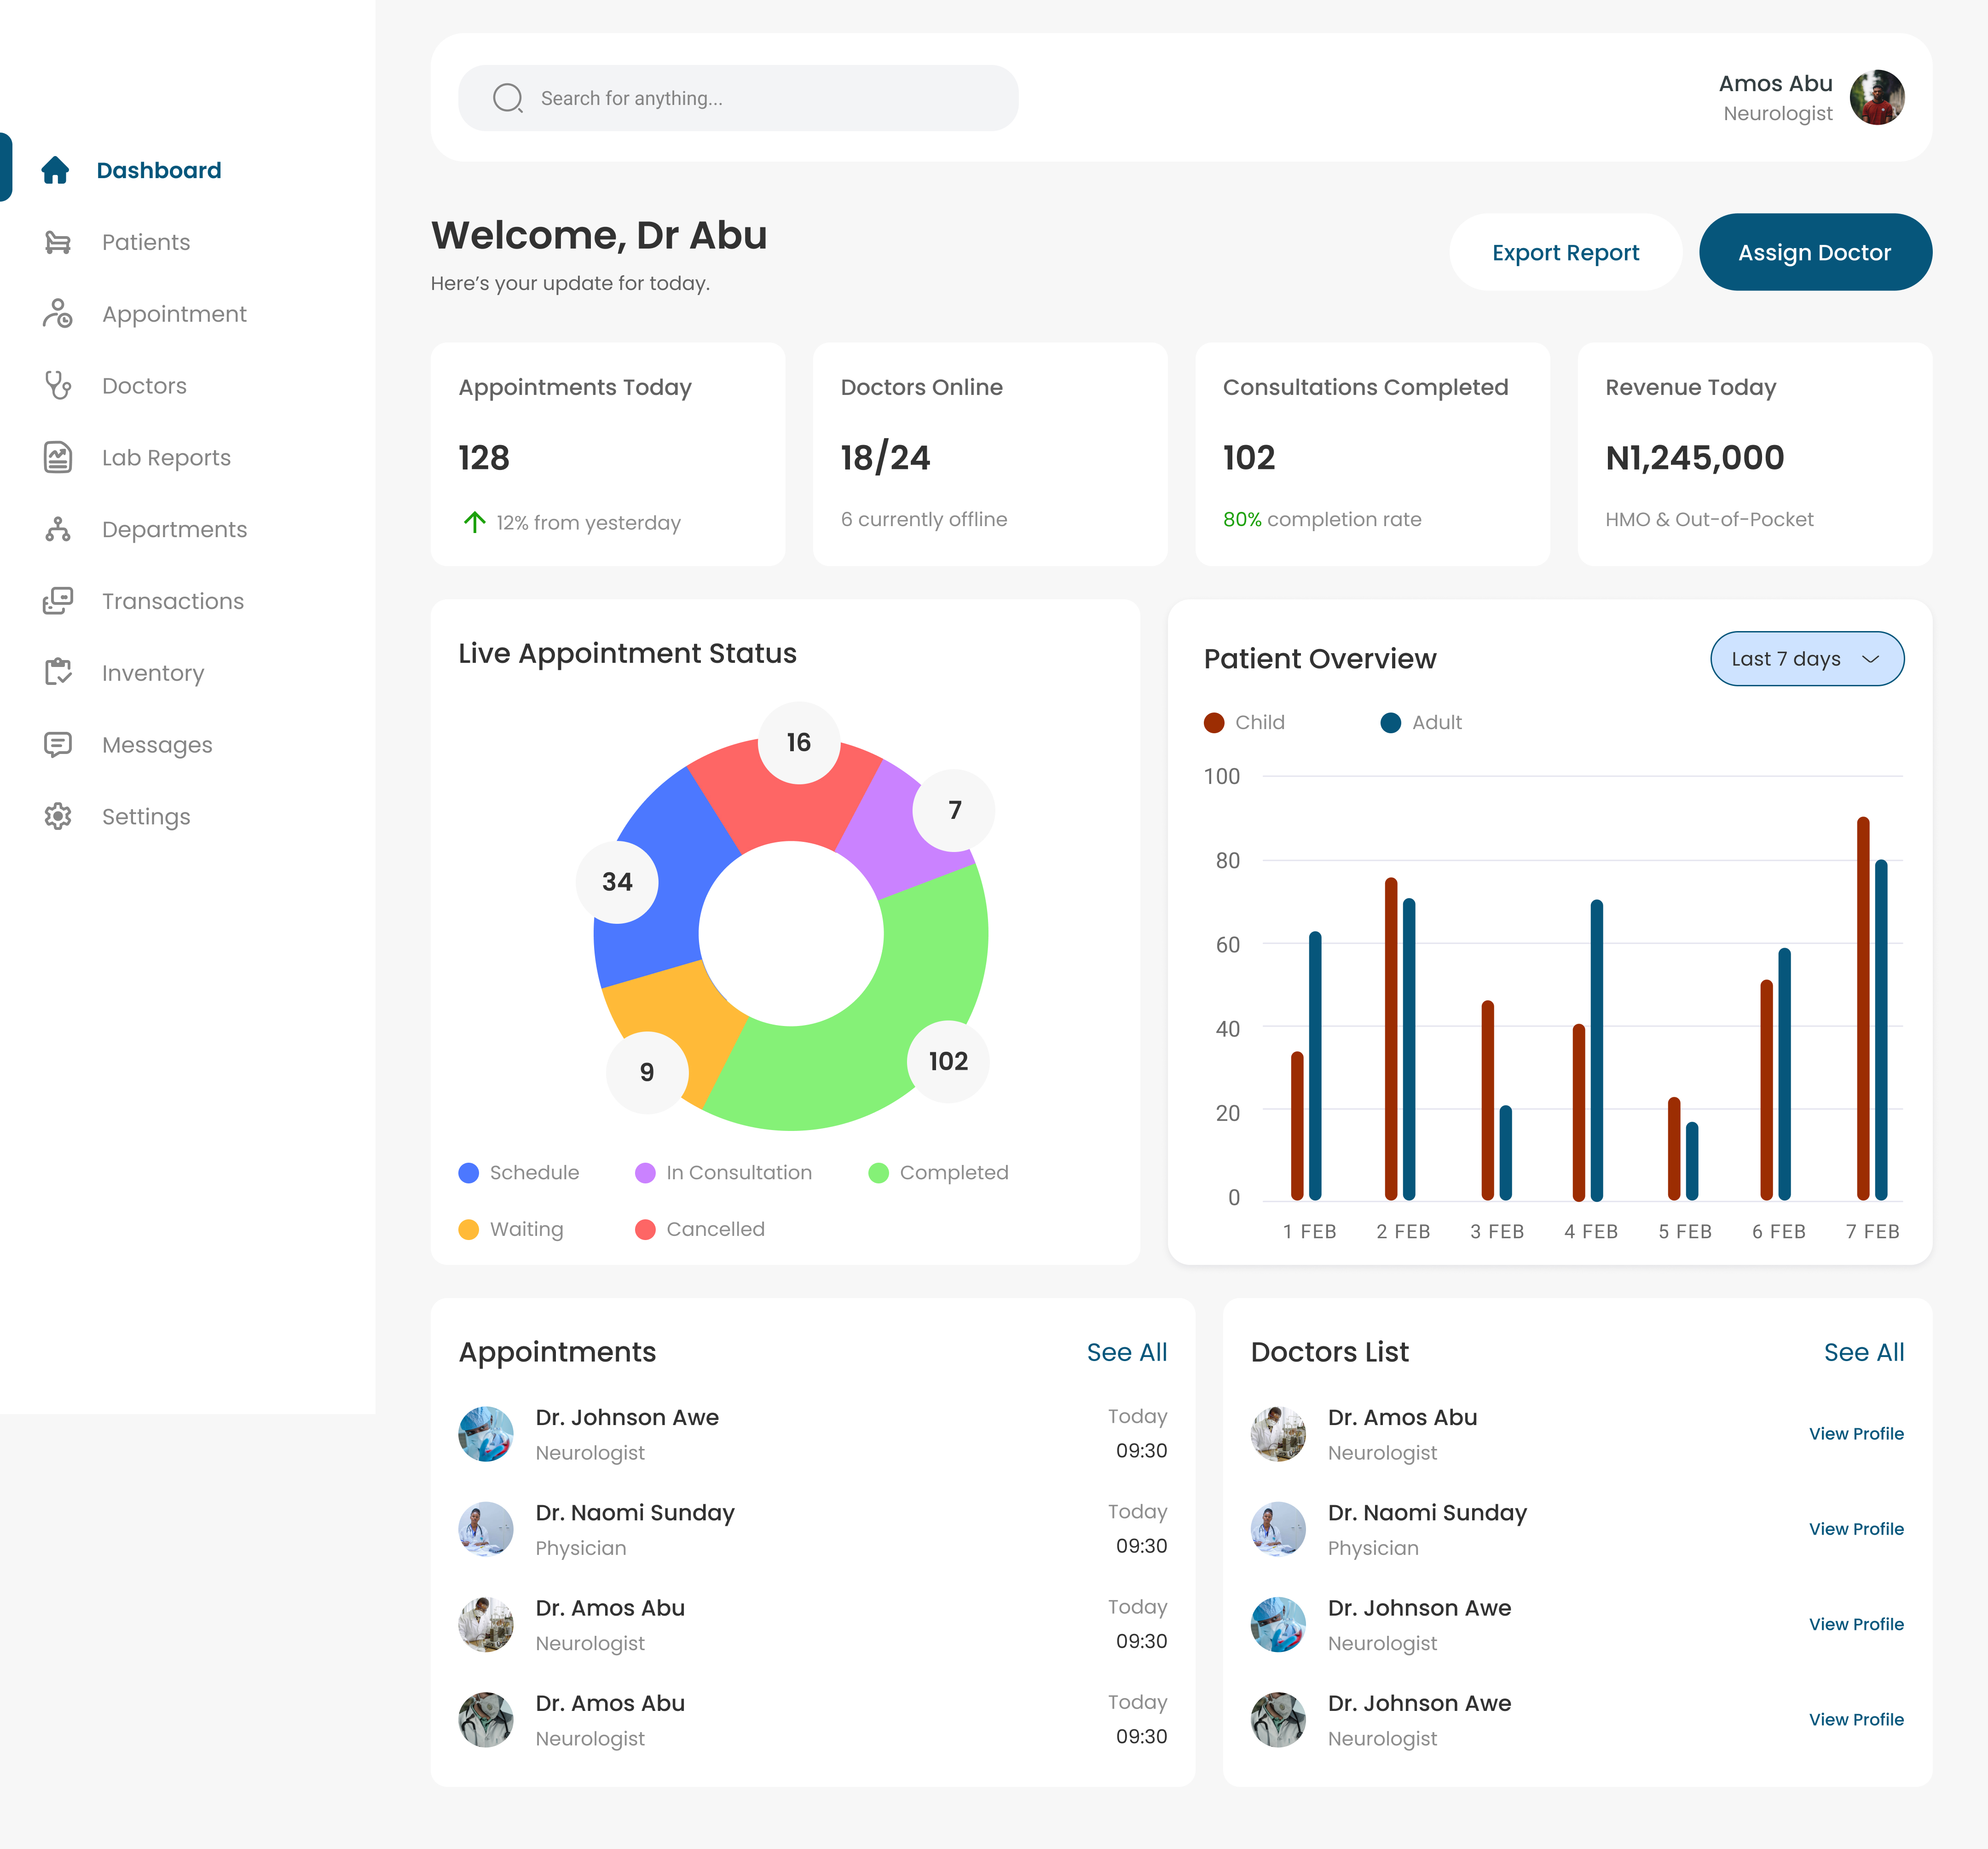 Search for anything...
Amos Abu
Neurologist
Dashboard
Patients
Appointment
Doctors
Lab Reports
Departments
Transactions
Inventory
Messages
Settings
Welcome, Dr Abu
Here’s your update for today.
Export Report
Assign Doctor
Appointments Today
128
12% from yesterday
Doctors Online
18/24
6 currently offline
Consultations Completed
102
80% completion rate
Revenue Today
N1,245,000
HMO & Out-of-Pocket
Live Appointment Status
16
7
34
102
9
Schedule
In Consultation
Completed
Waiting
Cancelled
Patient Overview
Last 7 days
Child
Adult
100
80
60
40
20
0
1 FEB
2 FEB
3 FEB
4 FEB
5 FEB
6 FEB
7 FEB
Appointments
See All
Dr. Johnson Awe
Neurologist
Today
09:30
Dr. Naomi Sunday
Physician
Today
09:30
Dr. Amos Abu
Neurologist
Today
09:30
Dr. Amos Abu
Neurologist
Today
09:30
Doctors List
See All
Dr. Amos Abu
Neurologist
View Profile
Dr. Naomi Sunday
Physician
View Profile
Dr. Johnson Awe
Neurologist
View Profile
Dr. Johnson Awe
Neurologist
View Profile